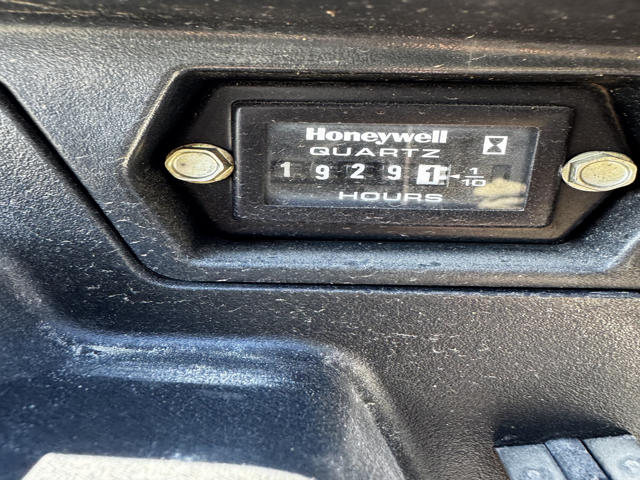 Honeywell
QUARTZ
1 9 2 9 1 1/10
HOURS